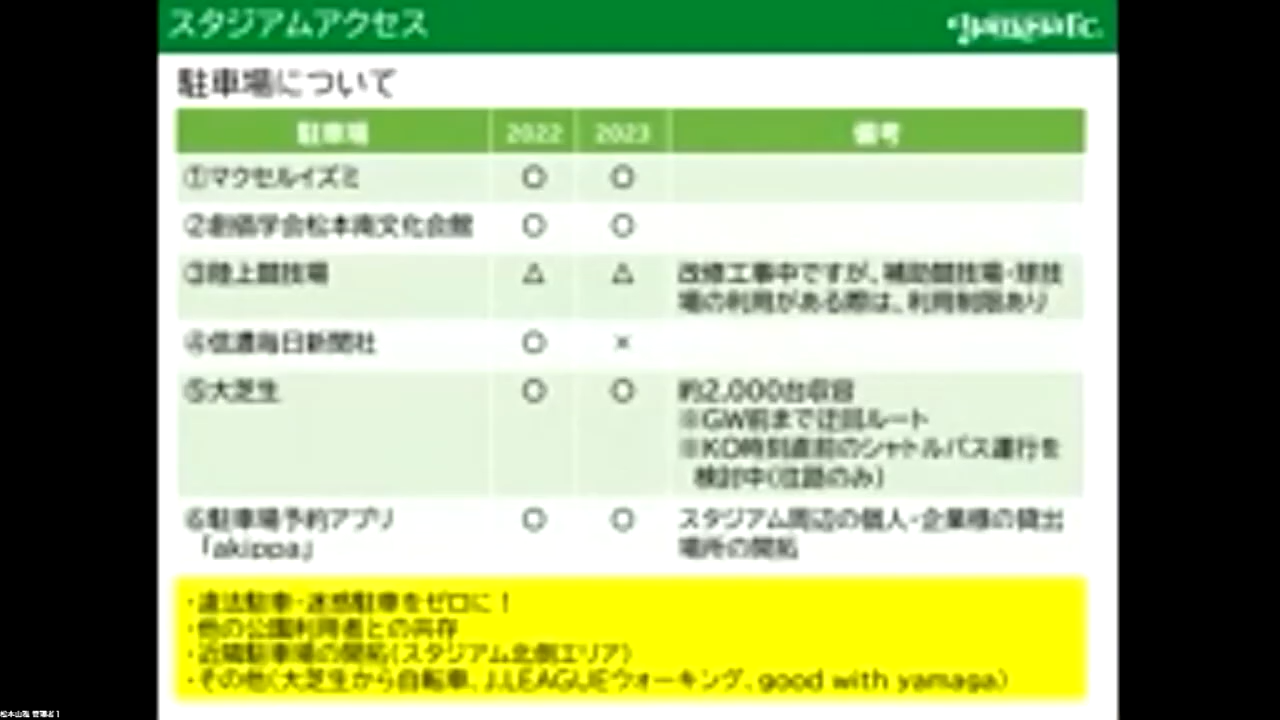 スタジアムアクセス
駐車場について
駐車場 2022 2023 備考
①マクセルイズミ ○ ○
②創価学会松本南文化会館 ○ ○
③陸上競技場 △ △ 改修工事中ですが、補助競技場・球技
場の利用がある際は、利用制限あり
④信濃毎日新聞社 ○ ×
⑤大芝生 ○ ○ 約2,000台収容
※GW前まで迂回ルート
※KO時刻直前のシャトルバス運行を
検討中(往路のみ)
⑥駐車場予約アプリ ○ ○ スタジアム周辺の個人・企業様の貸出
「akippa」 場所の開拓
・違法駐車・迷惑駐車をゼロに!
・他の公園利用者との共存
・近隣駐車場の開拓(スタジアム北側エリア)
・その他(大芝生から自転車、J.LEAGUEウォーキング、good with yamaga)